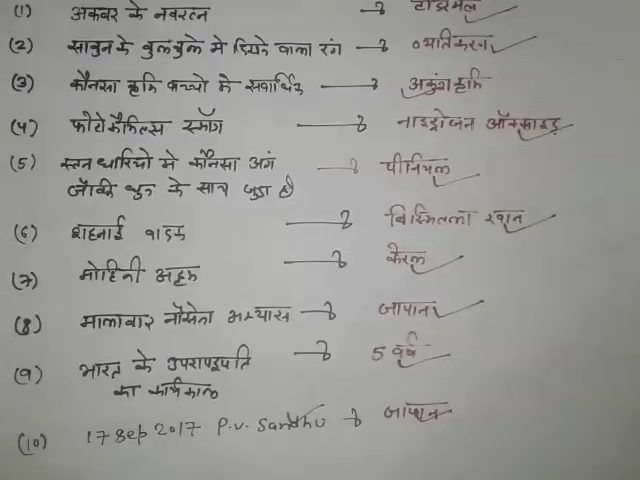 (1) अकबर के नवरत्न → टोडरमल
(2) साबुन के बुलबुले मे दिखने वाला रंग → व्यतिकरण
(3) कौनसा कृमि बच्चो मे सर्वाधिक → अकुंश कृमि
(4) फोटोकैमिकल स्मॉग → नाइट्रोजन ऑक्साइड
(5) स्तनधारियो मे कौनसा अंग → पीनियल
के साथ जुडा है
(6) शहनाई वादक → बिस्मिल्ला खान
(7) मोहिनी अट्टम → केरल
(8) मालाबार नौसेना अभ्यास → जापान
(9) भारत के उपराष्ट्रपति → 5 वर्ष
का कार्यकाल
(10) 17 Sep 2017 P.V. Sandhu → जापान